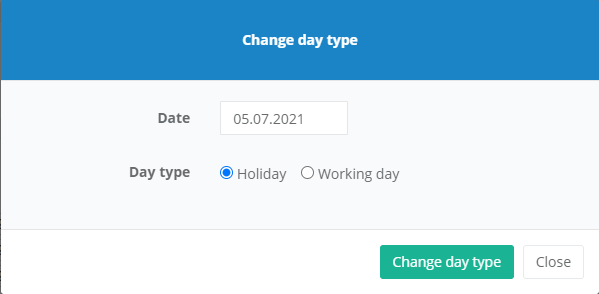 Change day type
Date 05.07.2021
Day type Holiday Working day
Change day type Close